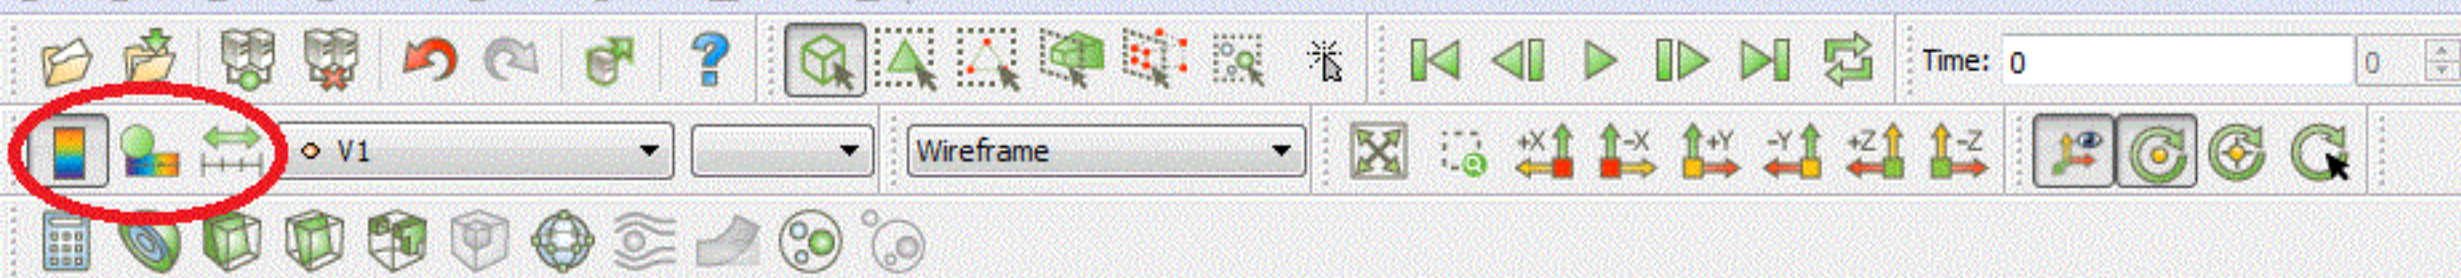 Time: 0 0
V1 Wireframe +X -X +Y -Y +Z -Z